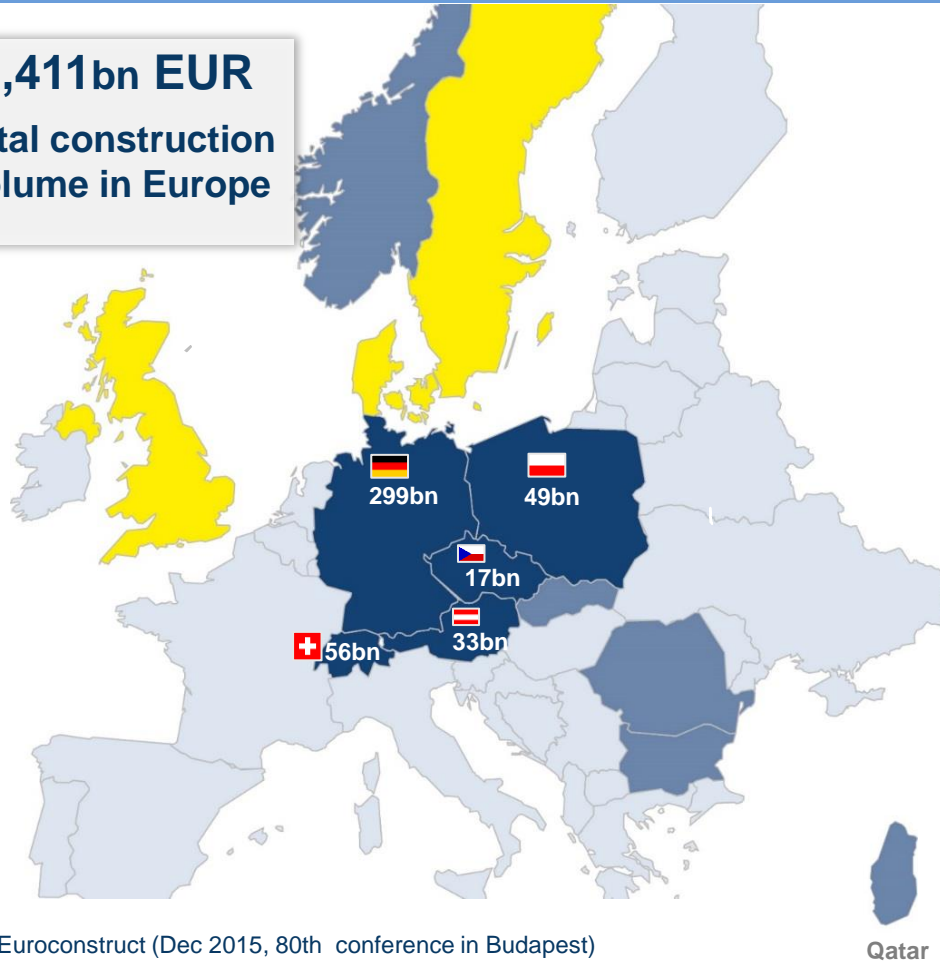 ,411bn EUR
tal construction
lume in Europe
299bn
49bn
17bn
33bn
56bn
Euroconstruct (Dec 2015, 80th conference in Budapest)
Qatar